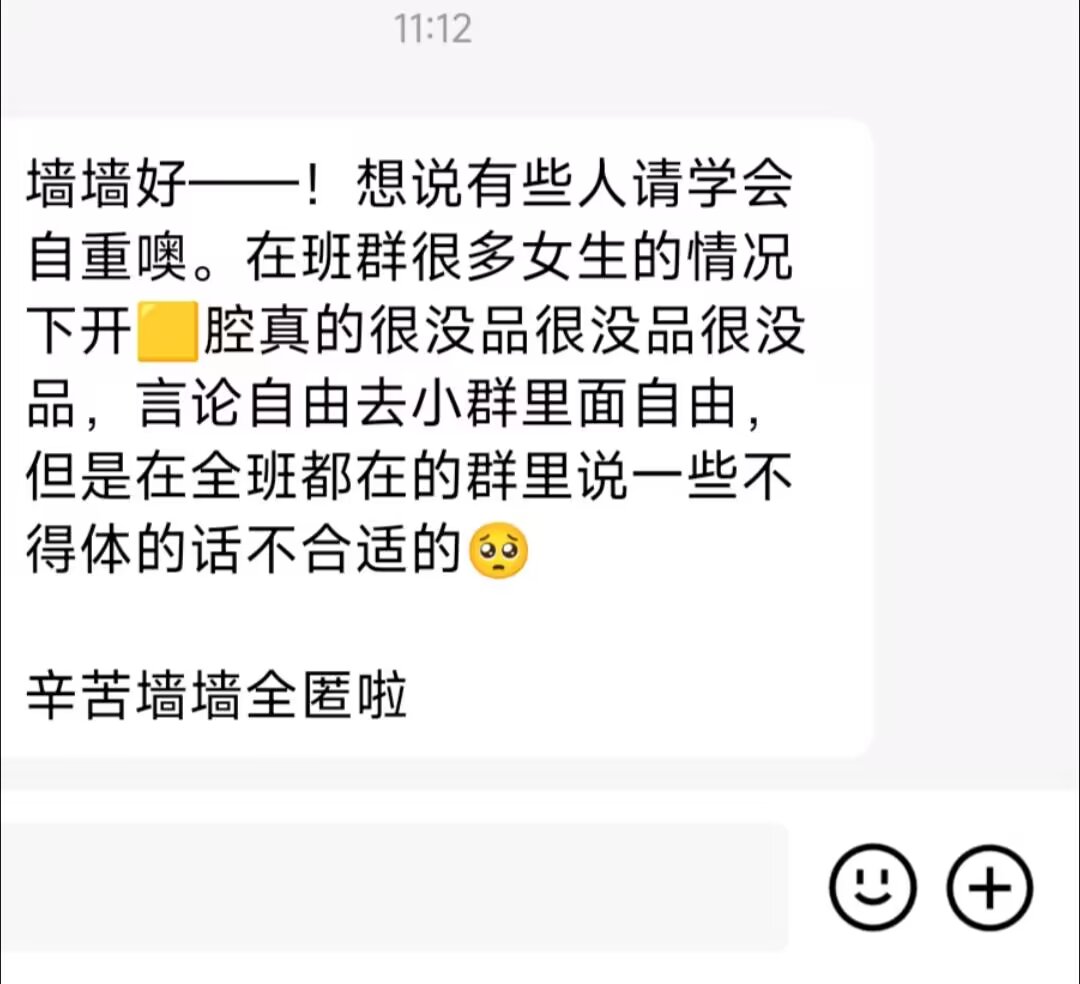 11:12
墙墙好——！想说有些人请学会
自重噢。在班群很多女生的情况
下开🟨腔真的很没品很没品很没
品，言论自由去小群里面自由，
但是在全班都在的群里说一些不
得体的话不合适的🥺
辛苦墙墙全匿啦